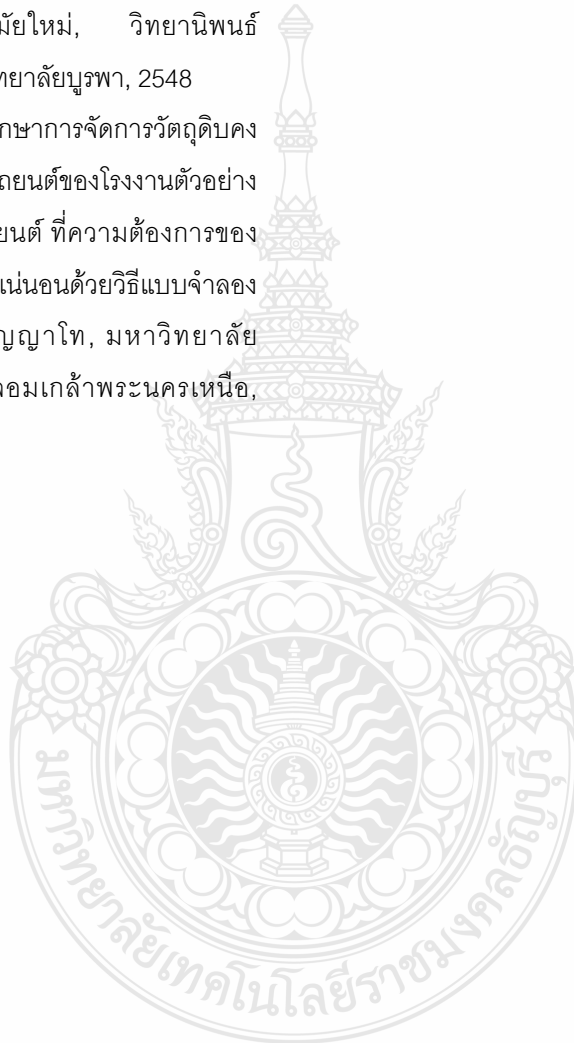 มัยใหม่, วิทยานิพนธ์
ทยาลัยบูรพา, 2548
กษาการจัดการวัตถุดิบคง
ถยนต์ของโรงงานตัวอย่าง
ยนต์ ที่ความต้องการของ
แน่นอนด้วยวิธีแบบจำลอง
ญญาโท, มหาวิทยาลัย
จอมเกล้าพระนครเหนือ,
มหาวิทยาลัยเทคโนโลยีราชมงคลธัญบุรี